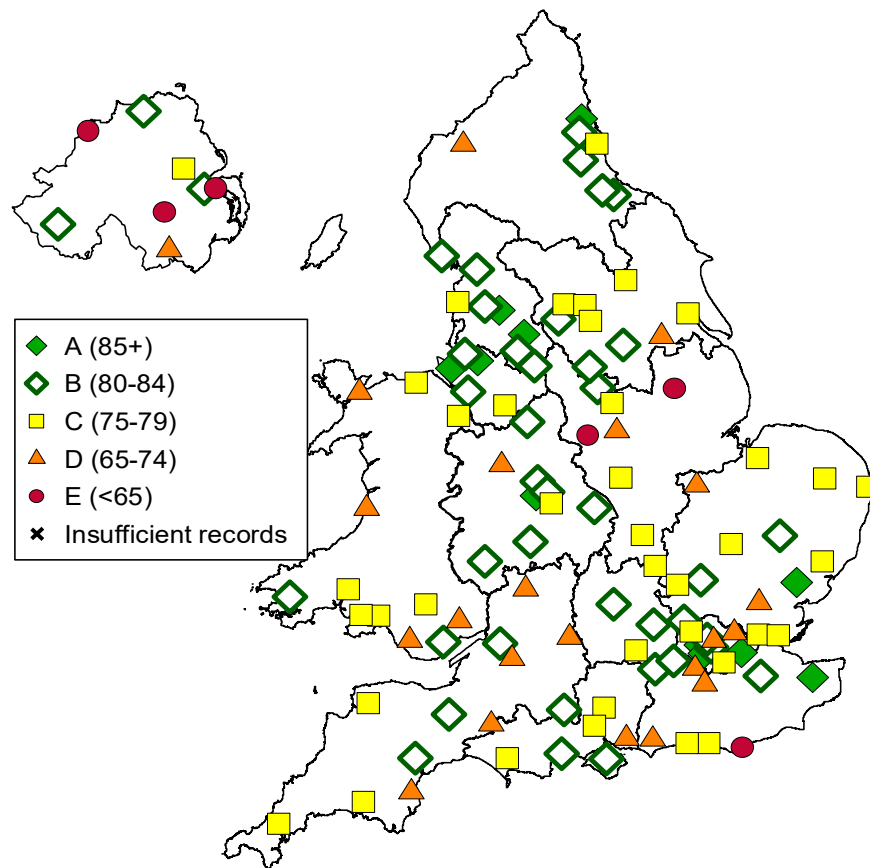 A (85+)
B (80-84)
C (75-79)
D (65-74)
E (<65)
Insufficient records